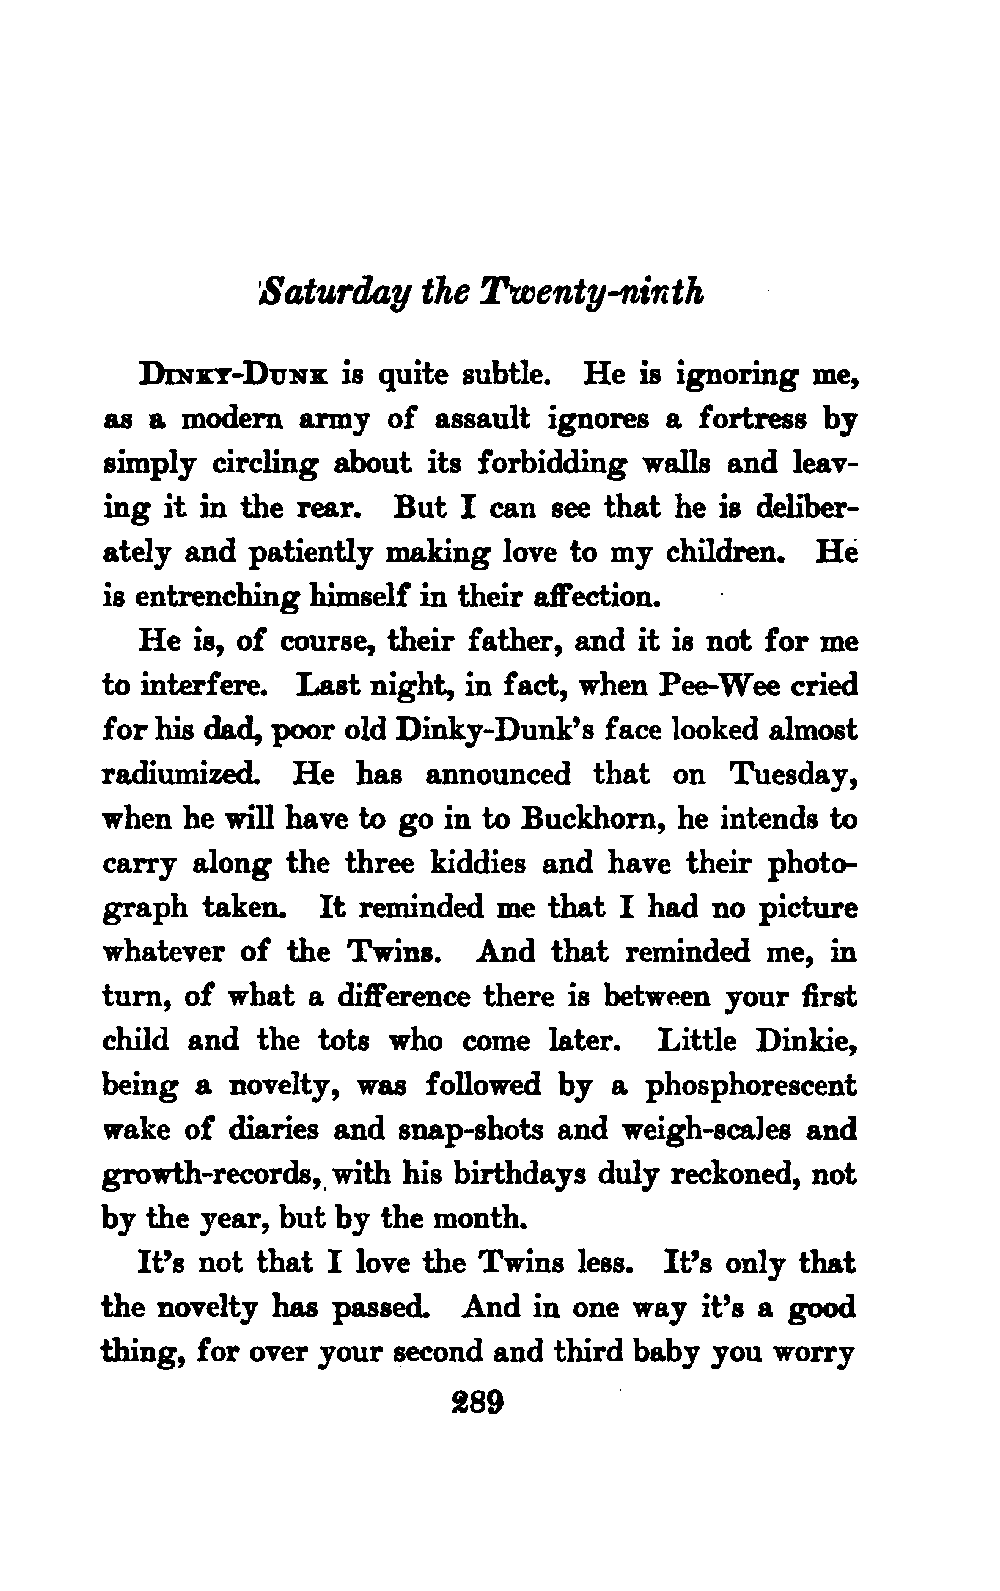 Saturday the Twenty-ninth
Dinky-Dunk is quite subtle. He is ignoring me,
as a modern army of assault ignores a fortress by
simply circling about its forbidding walls and leav-
ing it in the rear. But I can see that he is deliber-
ately and patiently making love to my children. He
is entrenching himself in their affection.
He is, of course, their father, and it is not for me
to interfere. Last night, in fact, when Pee-Wee cried
for his dad, poor old Dinky-Dunk's face looked almost
radiumized. He has announced that on Tuesday,
when he will have to go in to Buckhorn, he intends to
carry along the three kiddies and have their photo-
graph taken. It reminded me that I had no picture
whatever of the Twins. And that reminded me, in
turn, of what a difference there is between your first
child and the tots who come later. Little Dinkie,
being a novelty, was followed by a phosphorescent
wake of diaries and snap-shots and weigh-scales and
growth-records, with his birthdays duly reckoned, not
by the year, but by the month.
It's not that I love the Twins less. It's only that
the novelty has passed. And in one way it's a good
thing, for over your second and third baby you worry
289